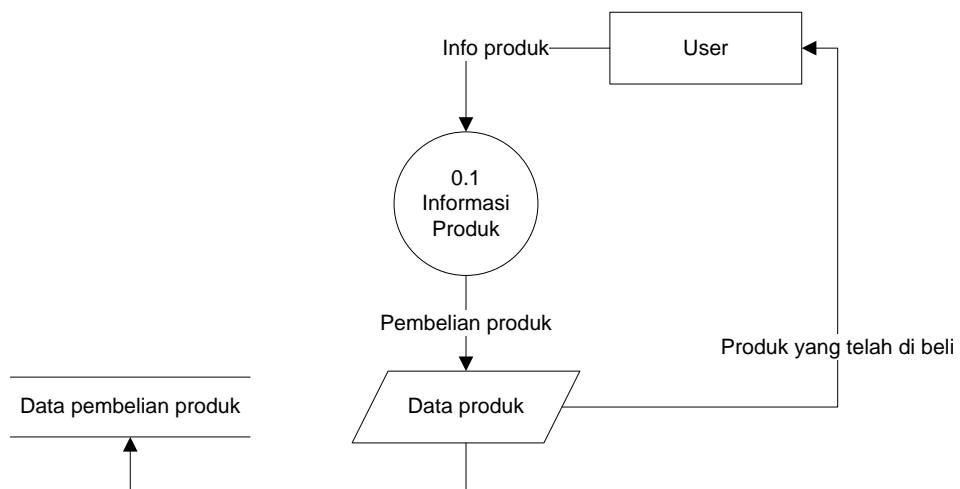 Info produk
User
0.1
Informasi
Produk
Pembelian produk
Produk yang telah di beli
Data pembelian produk
Data produk